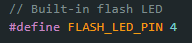 // Built-in flash LED
#define FLASH_LED_PIN 4